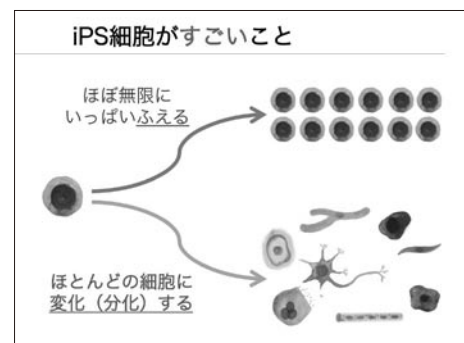 iPS細胞がすごいこと
ほぼ無限に
いっぱいふえる
ほとんどの細胞に
変化（分化）する